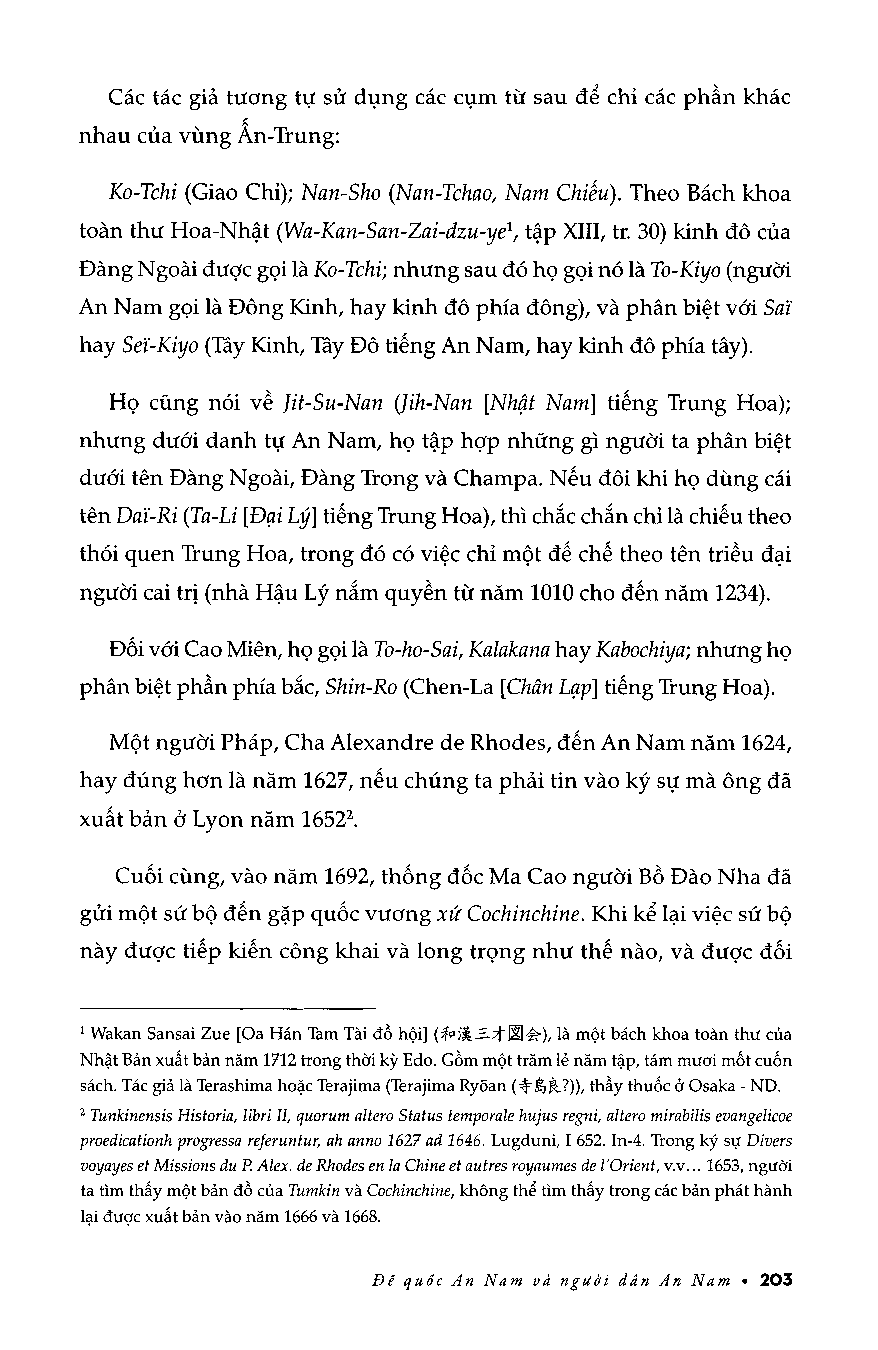 Các tác giả tương tự sử dụng các cụm từ sau để chỉ các phần khác
nhau của vùng Ấn-Trung:
Ko-Tchi (Giao Chỉ); Nan-Sho (Nan-Tchao, Nam Chiếu). Theo Bách khoa
toàn thư Hoa-Nhật (Wa-Kan-San-Zai-dzu-ye¹, tập XIII, tr. 30) kinh đô của
Đàng Ngoài được gọi là Ko-Tchi; nhưng sau đó họ gọi nó là To-Kiyo (người
An Nam gọi là Đông Kinh, hay kinh đô phía đông), và phân biệt với Saï
hay Seï-Kiyo (Tây Kinh, Tây Đô tiếng An Nam, hay kinh đô phía tây).
Họ cũng nói về Jit-Su-Nan (Jih-Nan [Nhật Nam] tiếng Trung Hoa);
nhưng dưới danh tự An Nam, họ tập hợp những gì người ta phân biệt
dưới tên Đàng Ngoài, Đàng Trong và Champa. Nếu đôi khi họ dùng cái
tên Daï-Ri (Ta-Li [Đại Lý] tiếng Trung Hoa), thì chắc chắn chỉ là chiếu theo
thói quen Trung Hoa, trong đó có việc chỉ một đế chế theo tên triều đại
người cai trị (nhà Hậu Lý nắm quyền từ năm 1010 cho đến năm 1234).
Đối với Cao Miên, họ gọi là To-ho-Sai, Kalakana hay Kabochiya; nhưng họ
phân biệt phần phía bắc, Shin-Ro (Chen-La [Chân Lạp] tiếng Trung Hoa).
Một người Pháp, Cha Alexandre de Rhodes, đến An Nam năm 1624,
hay đúng hơn là năm 1627, nếu chúng ta phải tin vào ký sự mà ông đã
xuất bản ở Lyon năm 1652².
Cuối cùng, vào năm 1692, thống đốc Ma Cao người Bồ Đào Nha đã
gửi một sứ bộ đến gặp quốc vương xứ Cochinchine. Khi kể lại việc sứ bộ
này được tiếp kiến công khai và long trọng như thế nào, và được đối
¹ Wakan Sansai Zue [Oa Hán Tam Tài đồ hội] (和漢三才図会), là một bách khoa toàn thư của
Nhật Bản xuất bản năm 1712 trong thời kỳ Edo. Gồm một trăm lẻ năm tập, tám mươi mốt cuốn
sách. Tác giả là Terashima hoặc Terajima (Terajima Ryōan (寺島良?)), thầy thuốc ở Osaka - ND.
² Tunkinensis Historia, libri II, quorum altero Status temporale hujus regni, altero mirabilis evangelicoe
proedicationh progressa referuntur, ah anno 1627 ad 1646. Lugduni, I 652. In-4. Trong ký sự Divers
voyayes et Missions du P. Alex. de Rhodes en la Chine et autres royaumes de l'Orient, v.v… 1653, người
ta tìm thấy một bản đồ của Tumkin và Cochinchine, không thể tìm thấy trong các bản phát hành
lại được xuất bản vào năm 1666 và 1668.
Đế quốc An Nam và người dân An Nam • 203